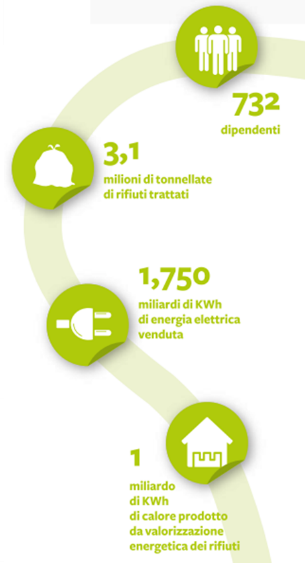 732
dipendenti
3,1
milioni di tonnellate
di rifiuti trattati
1,750
miliardi di KWh
di energia elettrica
venduta
1
miliardo
di KWh
di calore prodotto
da valorizzazione
energetica dei rifiuti